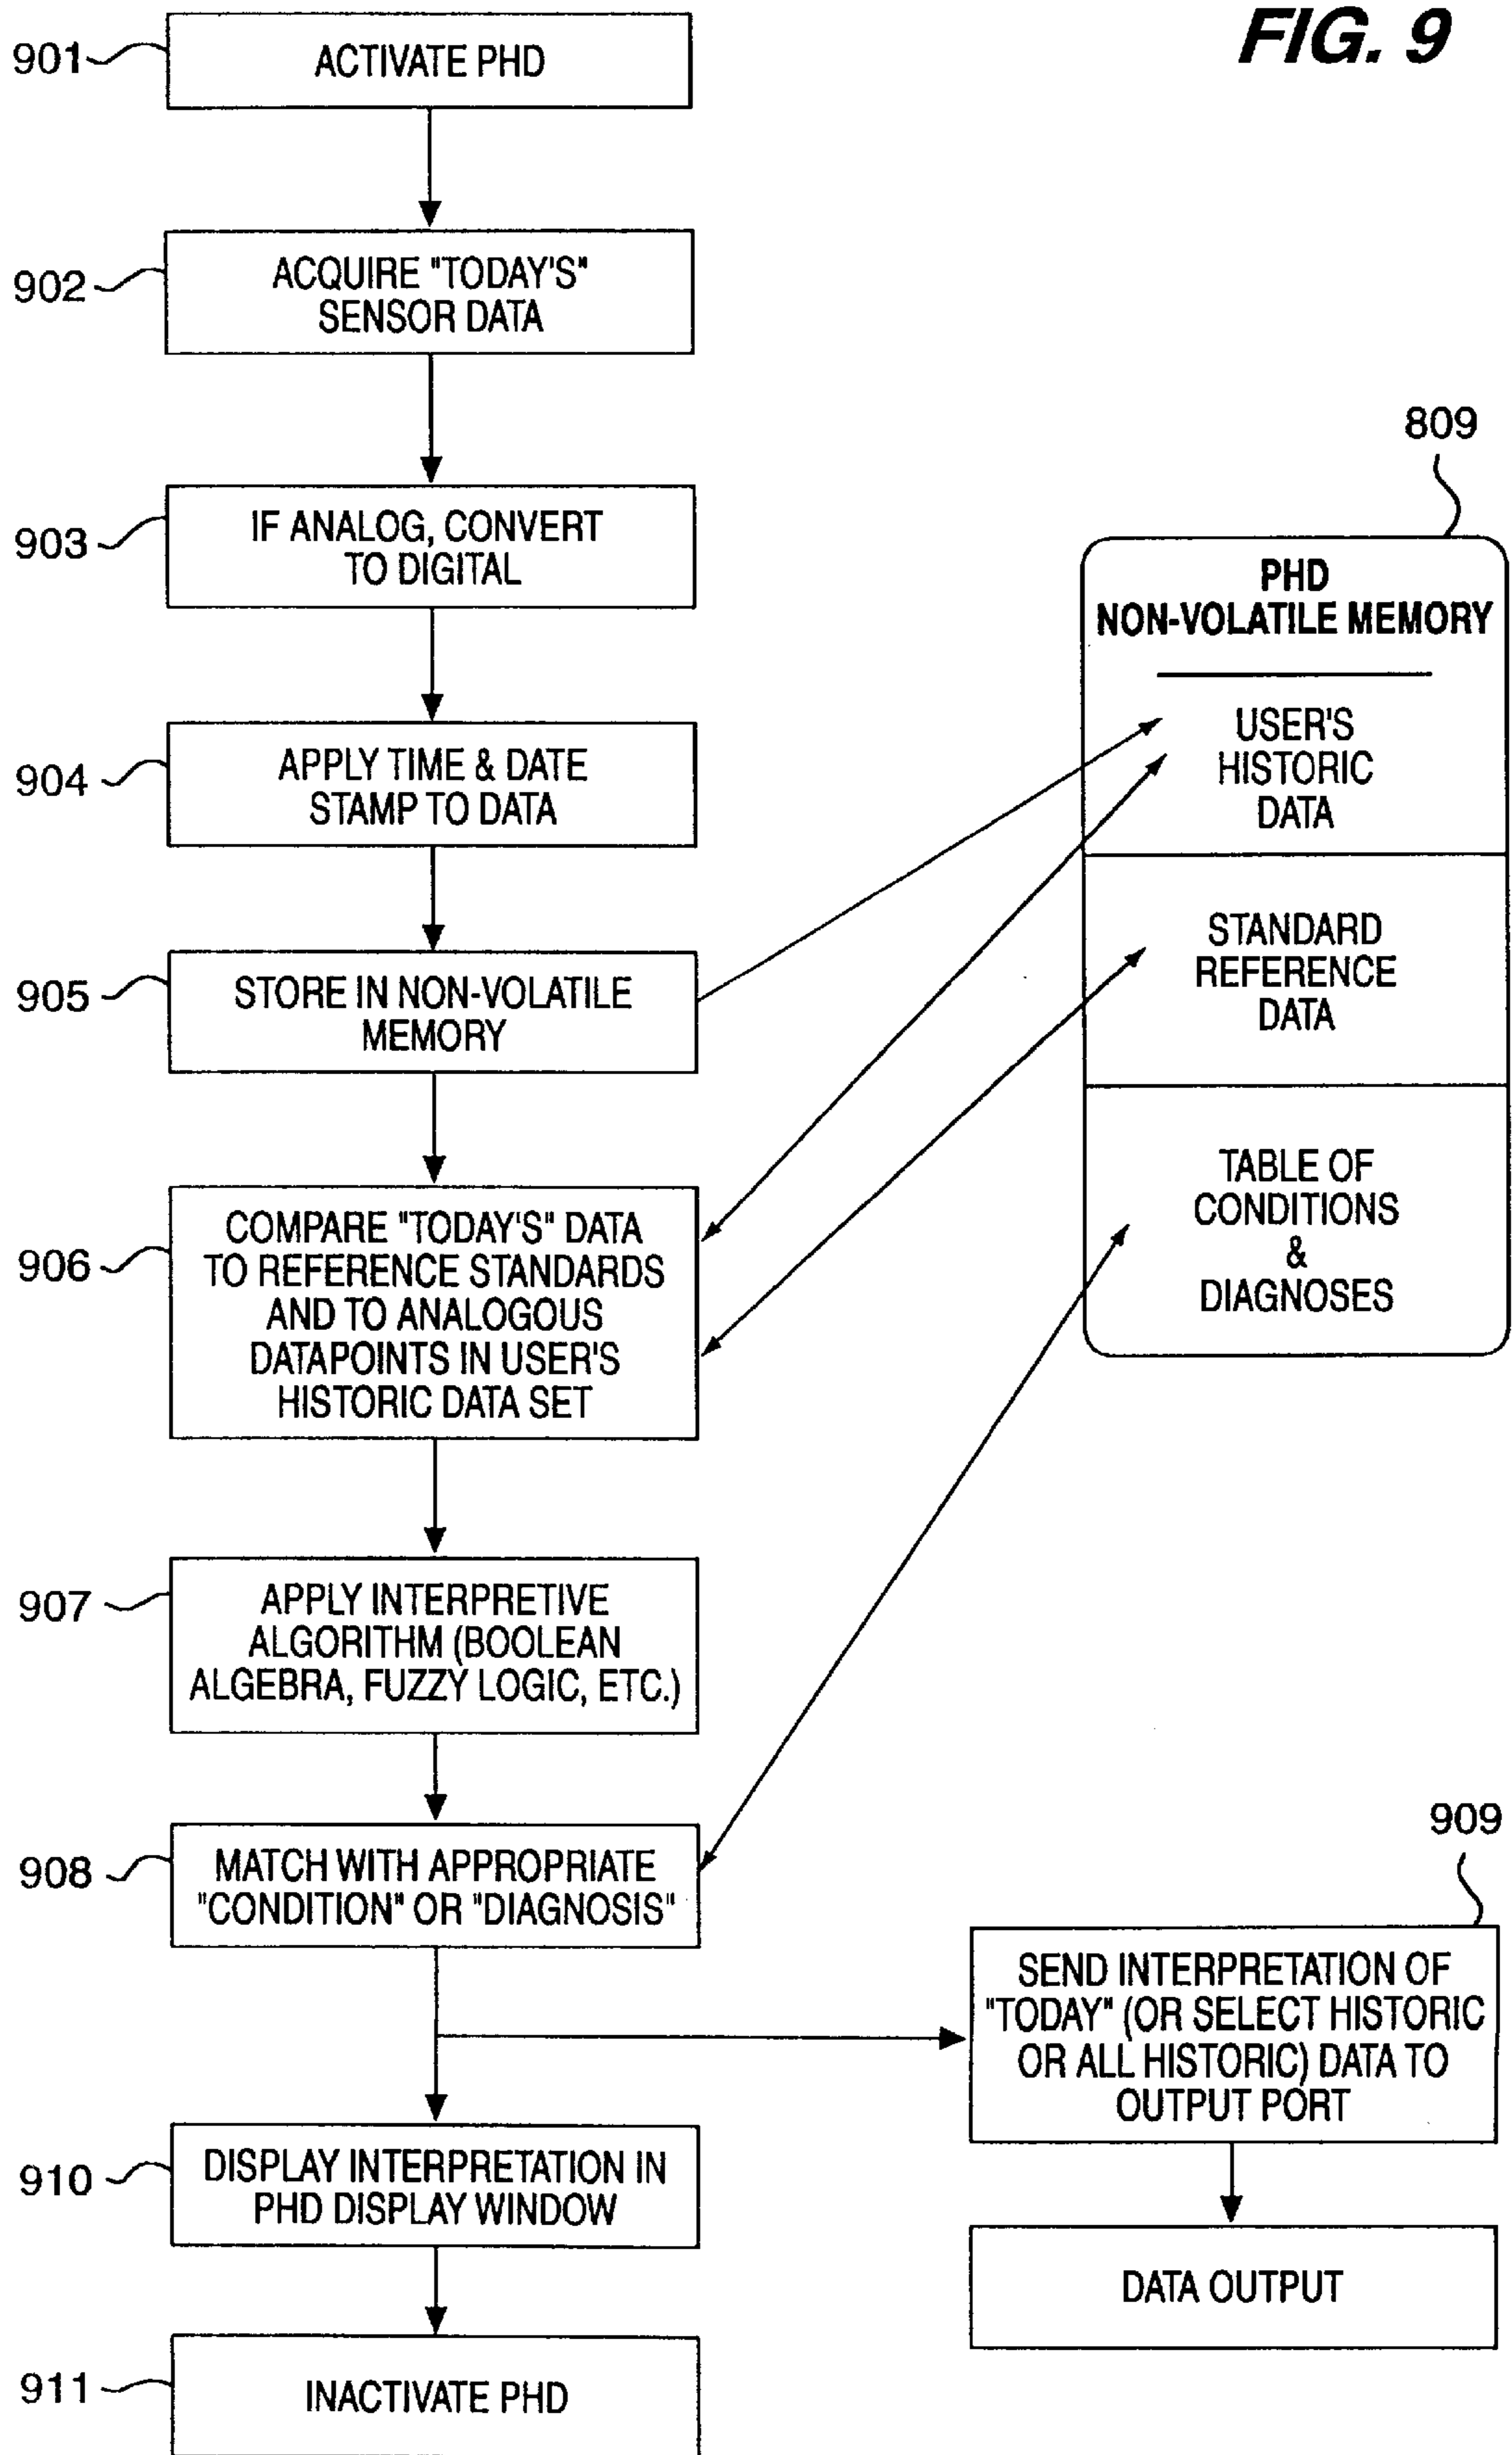 FIG. 9
901
ACTIVATE PHD
902
ACQUIRE "TODAY'S"
SENSOR DATA
903
IF ANALOG, CONVERT
TO DIGITAL
904
APPLY TIME & DATE
STAMP TO DATA
905
STORE IN NON-VOLATILE
MEMORY
906
COMPARE "TODAY'S" DATA
TO REFERENCE STANDARDS
AND TO ANALOGOUS
DATAPOINTS IN USER'S
HISTORIC DATA SET
907
APPLY INTERPRETIVE
ALGORITHM (BOOLEAN
ALGEBRA, FUZZY LOGIC, ETC.)
908
MATCH WITH APPROPRIATE
"CONDITION" OR "DIAGNOSIS"
910
DISPLAY INTERPRETATION IN
PHD DISPLAY WINDOW
911
INACTIVATE PHD
809
PHD
NON-VOLATILE MEMORY
USER'S
HISTORIC
DATA
STANDARD
REFERENCE
DATA
TABLE OF
CONDITIONS
&
DIAGNOSES
909
SEND INTERPRETATION OF
"TODAY" (OR SELECT HISTORIC
OR ALL HISTORIC) DATA TO
OUTPUT PORT
DATA OUTPUT